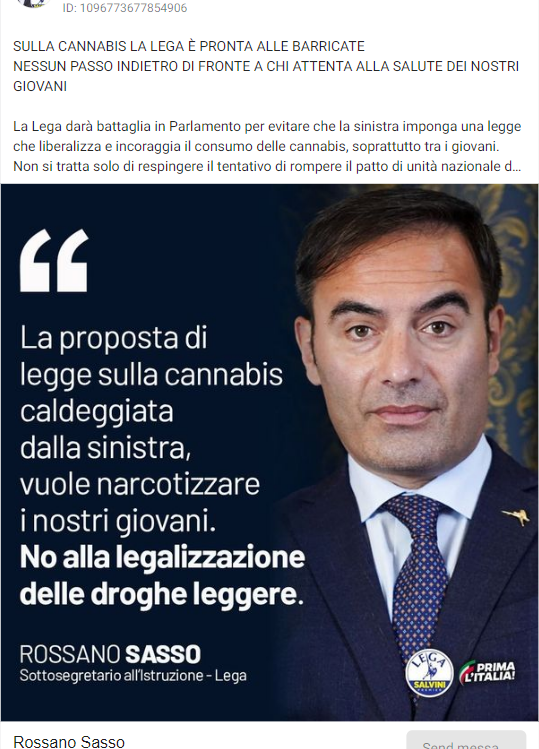 ID: 1096773677854906
SULLA CANNABIS LA LEGA È PRONTA ALLE BARRICATE
NESSUN PASSO INDIETRO DI FRONTE A CHI ATTENTA ALLA SALUTE DEI NOSTRI
GIOVANI
La Lega darà battaglia in Parlamento per evitare che la sinistra imponga una legge
che liberalizza e incoraggia il consumo delle cannabis, soprattutto tra i giovani.
Non si tratta solo di respingere il tentativo di rompere il patto di unità nazionale d...
“
La proposta di
legge sulla cannabis
caldeggiata
dalla sinistra,
vuole narcotizzare
i nostri giovani.
No alla legalizzazione
delle droghe leggere.
ROSSANO SASSO
Sottosegretario all'Istruzione - Lega
LEGA
SALVINI
PREMIER
PRIMA
L'ITALIA!
Rossano Sasso
Send messa...